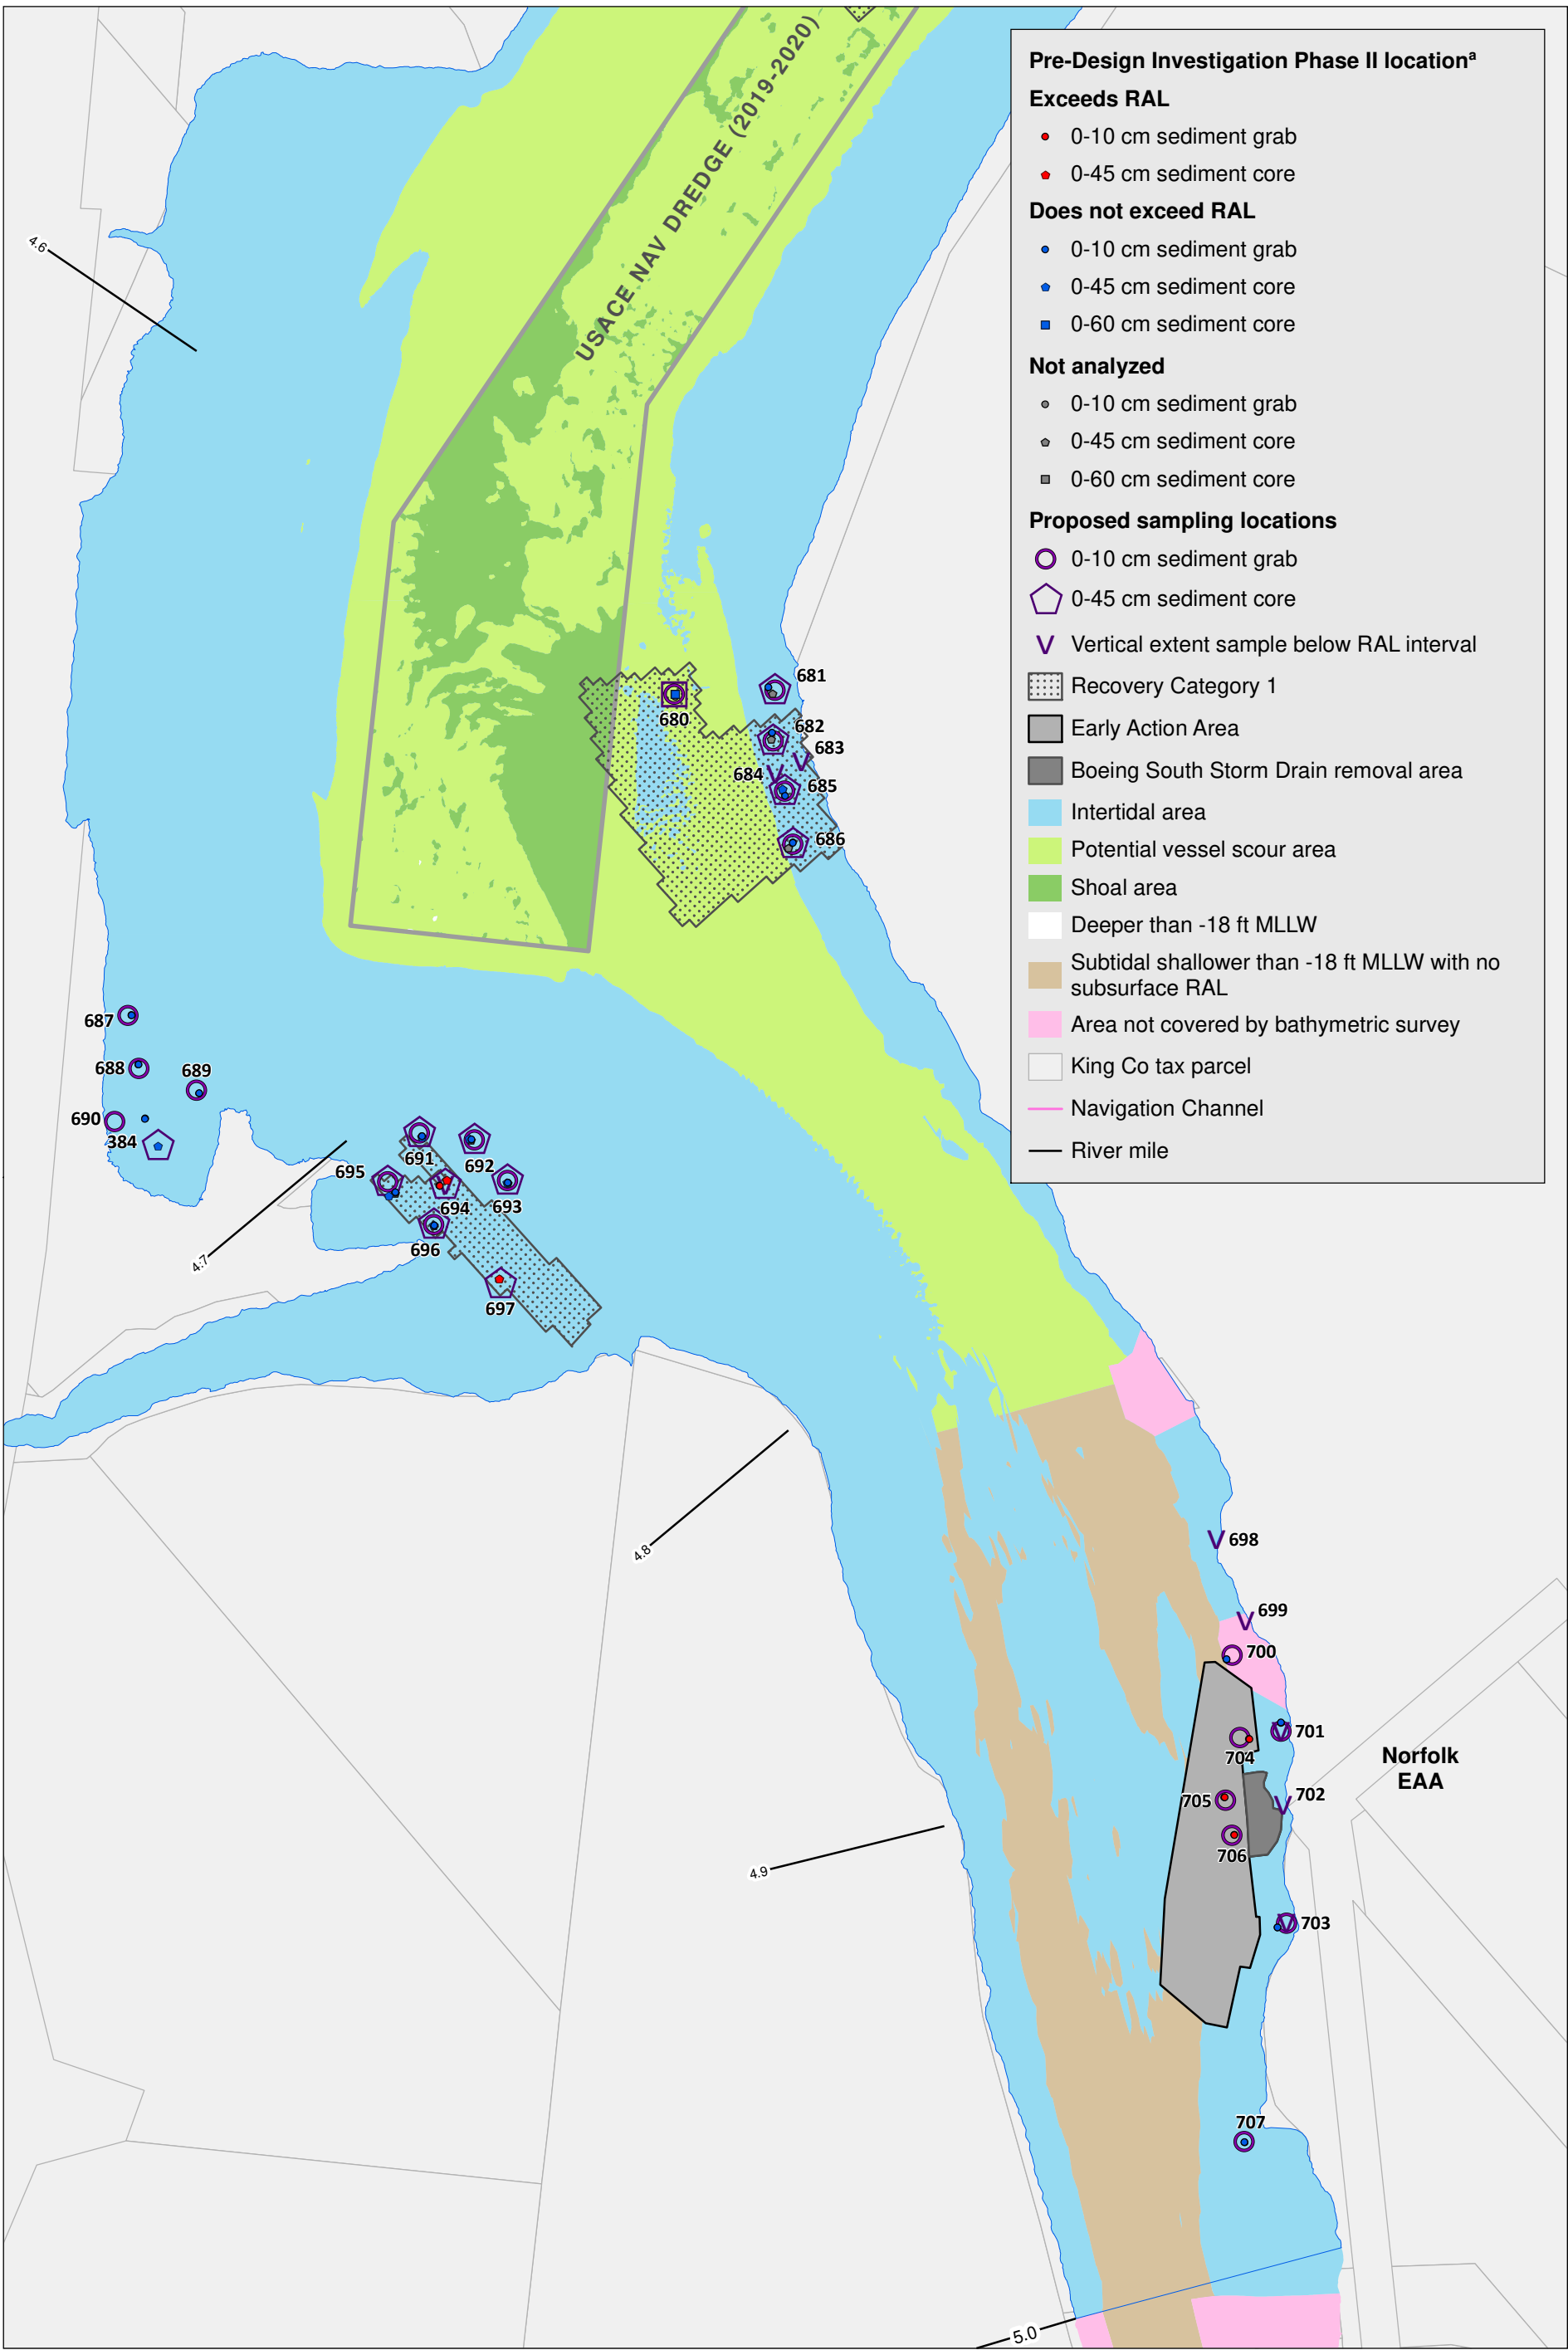 Pre-Design Investigation Phase II locationᵃ
Exceeds RAL
0-10 cm sediment grab
0-45 cm sediment core
Does not exceed RAL
0-10 cm sediment grab
0-45 cm sediment core
0-60 cm sediment core
Not analyzed
0-10 cm sediment grab
0-45 cm sediment core
0-60 cm sediment core
Proposed sampling locations
0-10 cm sediment grab
0-45 cm sediment core
V Vertical extent sample below RAL interval
Recovery Category 1
Early Action Area
Boeing South Storm Drain removal area
Intertidal area
Potential vessel scour area
Shoal area
Deeper than -18 ft MLLW
Subtidal shallower than -18 ft MLLW with no
subsurface RAL
Area not covered by bathymetric survey
King Co tax parcel
Navigation Channel
River mile
USACE NAV DREDGE (2019-2020)
4.6
681
680
682
683
V
684
V
685
686
687
688
689
690
384
691
692
695
694
V
693
696
697
4.7
4.8
V 698
699
V
700
701
V
704
Norfolk
EAA
702
V
705
706
4.9
703
V
707
5.0